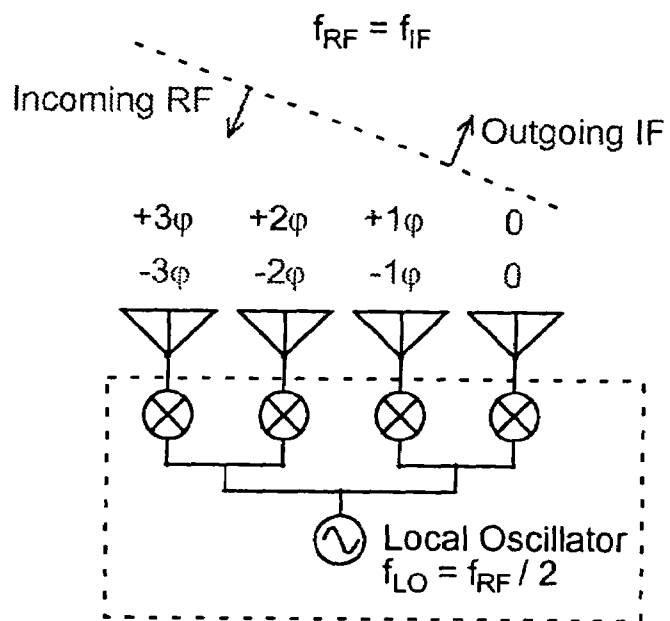 f_RF = f_IF
Incoming RF
Outgoing IF
+3φ +2φ +1φ 0
-3φ -2φ -1φ 0
Local Oscillator
f_LO = f_RF / 2